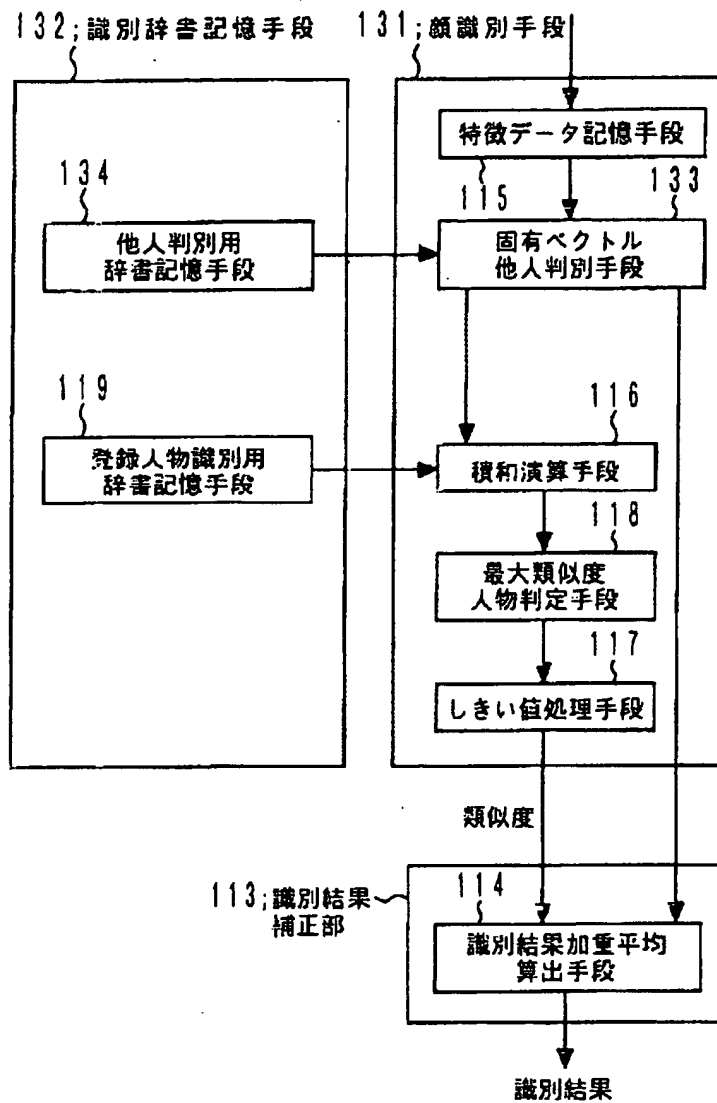 132;識別辞書記憶手段
131;顔識別手段
特徴データ記憶手段
115
133
134
他人判別用
辞書記憶手段
固有ベクトル
他人判別手段
119
登録人物識別用
辞書記憶手段
116
積和演算手段
118
最大類似度
人物判定手段
117
しきい値処理手段
類似度
113;識別結果
補正部
114
識別結果加重平均
算出手段
識別結果